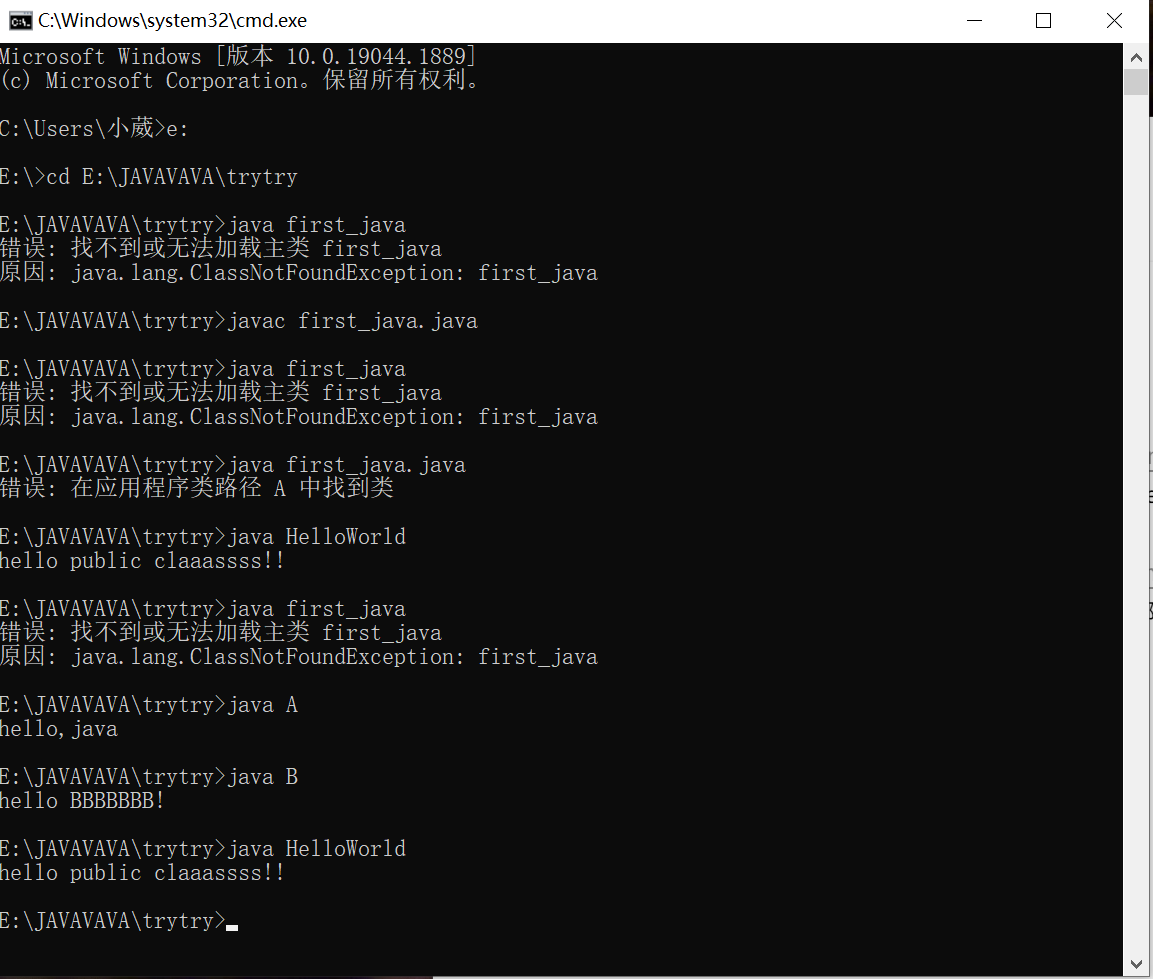 C:\Windows\system32\cmd.exe
Microsoft Windows [版本 10.0.19044.1889]
(c) Microsoft Corporation。保留所有权利。
C:\Users\小葳>e:
E:\>cd E:\JAVAVAVA\trytry
E:\JAVAVAVA\trytry>java first_java
错误: 找不到或无法加载主类 first_java
原因: java.lang.ClassNotFoundException: first_java
E:\JAVAVAVA\trytry>javac first_java.java
E:\JAVAVAVA\trytry>java first_java
错误: 找不到或无法加载主类 first_java
原因: java.lang.ClassNotFoundException: first_java
E:\JAVAVAVA\trytry>java first_java.java
错误: 在应用程序类路径 A 中找到类
E:\JAVAVAVA\trytry>java HelloWorld
hello public claaassss!!
E:\JAVAVAVA\trytry>java first_java
错误: 找不到或无法加载主类 first_java
原因: java.lang.ClassNotFoundException: first_java
E:\JAVAVAVA\trytry>java A
hello,java
E:\JAVAVAVA\trytry>java B
hello BBBBBBB!
E:\JAVAVAVA\trytry>java HelloWorld
hello public claaassss!!
E:\JAVAVAVA\trytry>